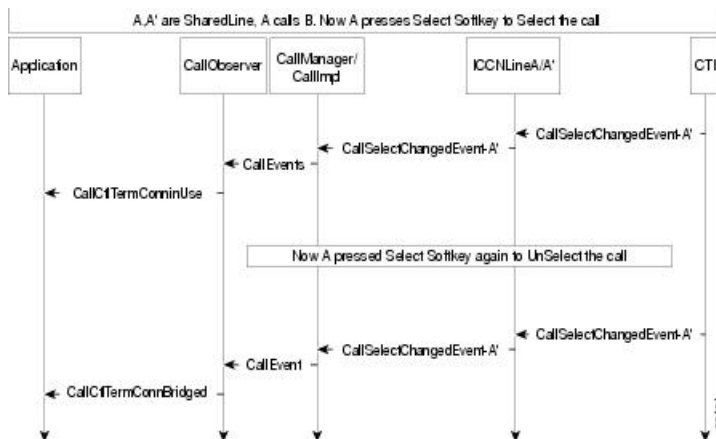 A,A' are SharedLine, A calls B. Now A presses Select Softkey to Select the call
Application
CallObserver
CallManager/
CallImpl
ICCNLineA/A'
CTI
CallSelectChangedEvent-A'
CallSelectChangedEvent-A'
CallEvents
CallCtlTermConnInUse
Now A pressed Select Softkey again to UnSelect the call
CallSelectChangedEvent-A'
CallSelectChangedEvent-A'
CallEvent
CallCtlTermConnBridged